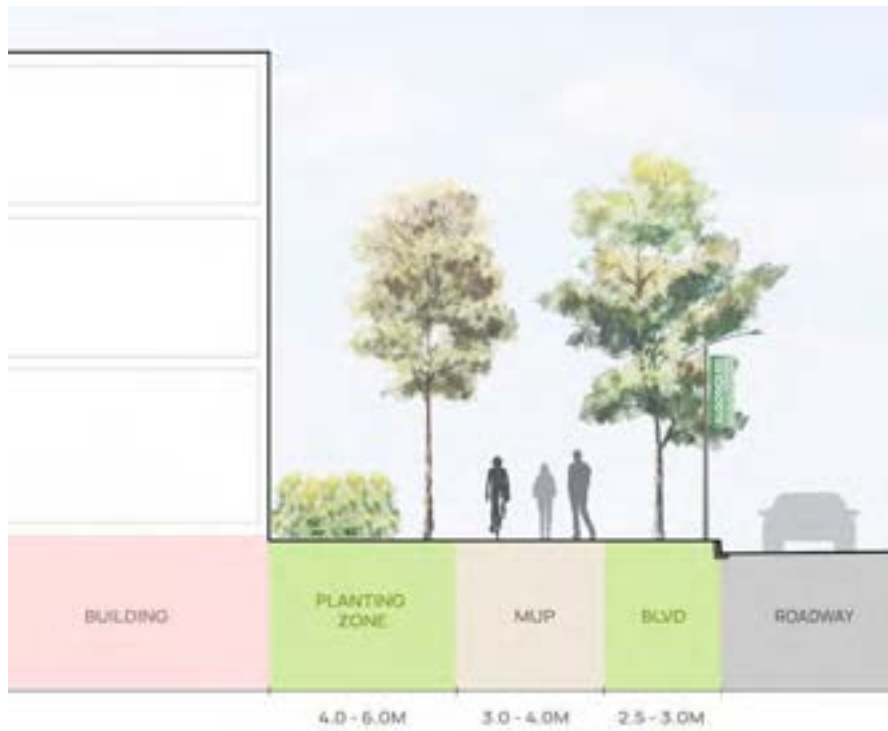 BUILDING
PLANTING
ZONE
MUP
BLVD
ROADWAY
4.0 - 6.0M
3.0 - 4.0M
2.5 - 3.0M